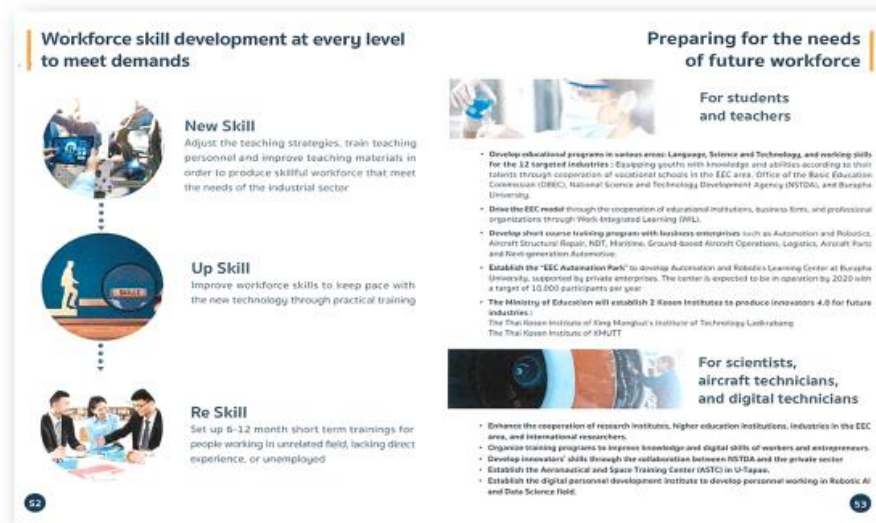 Workforce skill development at every level
to meet demands
New Skill
Adjust the teaching strategies, train teaching
personnel and improve teaching materials in
order to produce skillful workforce that meet
the needs of the industrial sector
SKILLS
Up Skill
Improve workforce skills to keep pace with
the new technology through practical training
Re Skill
Set up 6-12 month short term trainings for
people working in unrelated field, lacking direct
experience, or unemployed
52
Preparing for the needs
of future workforce
For students
and teachers
• Develop educational programs in various areas: Language, Science and Technology, and working skills
for the 12 targeted industries : Equipping youths with knowledge and abilities according to their
talents through cooperation of vocational schools in the EEC area, Office of the Basic Education
Commission (OBEC), National Science and Technology Development Agency (NSTDA), and Burapha
University.
• Drive the EEC model through the cooperation of educational institutions, business firms, and professional
organizations through Work-Integrated Learning (WIL).
• Develop short course training program with business enterprises such as Automation and Robotics,
Aircraft Structural Repair, NDT, Maritime, Ground-based Aircraft Operations, Logistics, Aircraft Parts
and Next-generation Automotive.
• Establish the "EEC Automation Park" to develop Automation and Robotics Learning Center at Burapha
University, supported by private enterprises. The center is expected to be in operation by 2020 with
a target of 10,000 participants per year
• The Ministry of Education will establish 2 Kosen Institutes to produce innovators 4.0 for future
industries :
The Thai Kosen Institute of King Mongkut's Institute of Technology Ladkrabang
The Thai Kosen Institute of KMUTT
For scientists,
aircraft technicians,
and digital technicians
• Enhance the cooperation of research institutes, higher education institutions, industries in the EEC
area, and international researchers.
• Organize training programs to improve knowledge and digital skills of workers and entrepreneurs.
• Develop innovators' skills through the collaboration between NSTDA and the private sector
• Establish the Aeronautical and Space Training Center (ASTC) in U-Tapao.
• Establish the digital personnel development institute to develop personnel working in Robotic AI
and Data Science field.
53